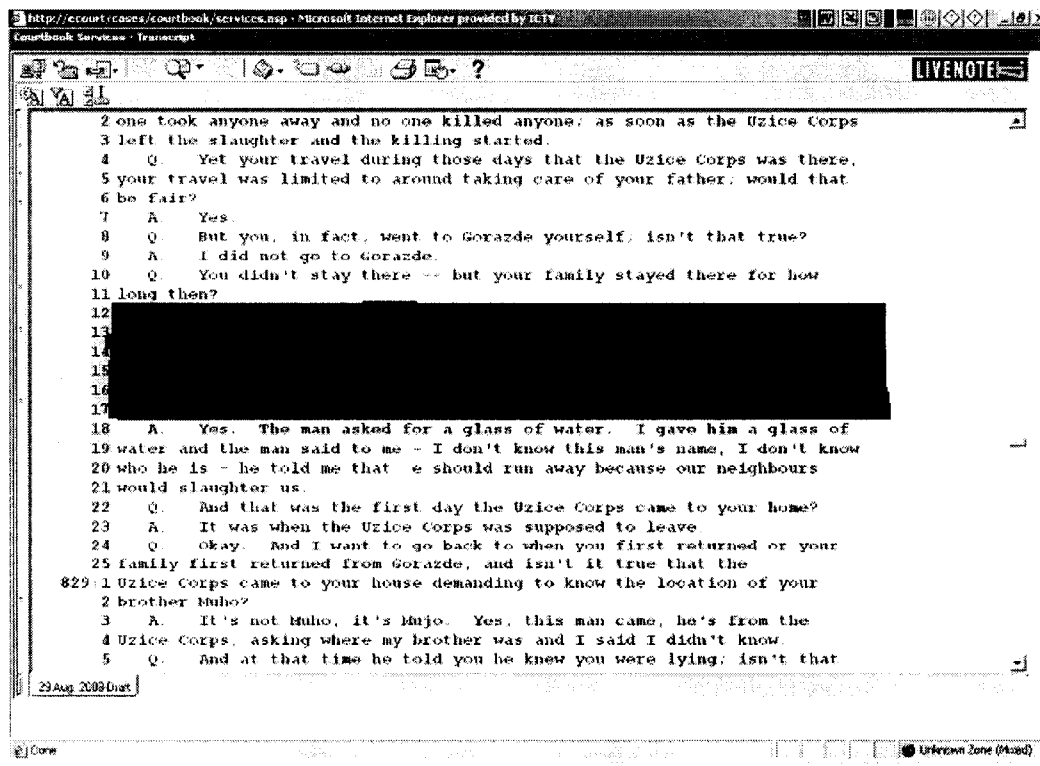 http://ecourt/cases/courtbook/services.nsp - Microsoft Internet Explorer provided by ICTY
Courtbook Services - Transcript
LIVENOTE
2 one took anyone away and no one killed anyone; as soon as the Uzice Corps
3 left the slaughter and the killing started.
4 Q. Yet your travel during those days that the Uzice Corps was there,
5 your travel was limited to around taking care of your father; would that
6 be fair?
7 A. Yes.
8 Q. But you, in fact, went to Gorazde yourself; isn't that true?
9 A. I did not go to Gorazde.
10 Q. You didn't stay there -- but your family stayed there for how
11 long then?
12
13
14
15
16
17
18 A. Yes. The man asked for a glass of water. I gave him a glass of
19 water and the man said to me - I don't know this man's name, I don't know
20 who he is - he told me that e should run away because our neighbours
21 would slaughter us.
22 Q. And that was the first day the Uzice Corps came to your home?
23 A. It was when the Uzice Corps was supposed to leave.
24 Q. Okay. And I want to go back to when you first returned or your
25 family first returned from Gorazde, and isn't it true that the
829:1 Uzice Corps came to your house demanding to know the location of your
2 brother Muho?
3 A. It's not Muho, it's Mujo. Yes, this man came, he's from the
4 Uzice Corps, asking where my brother was and I said I didn't know.
5 Q. And at that time he told you he knew you were lying; isn't that
29 Aug. 2008 Draft
Done
Unknown Zone (Mixed)